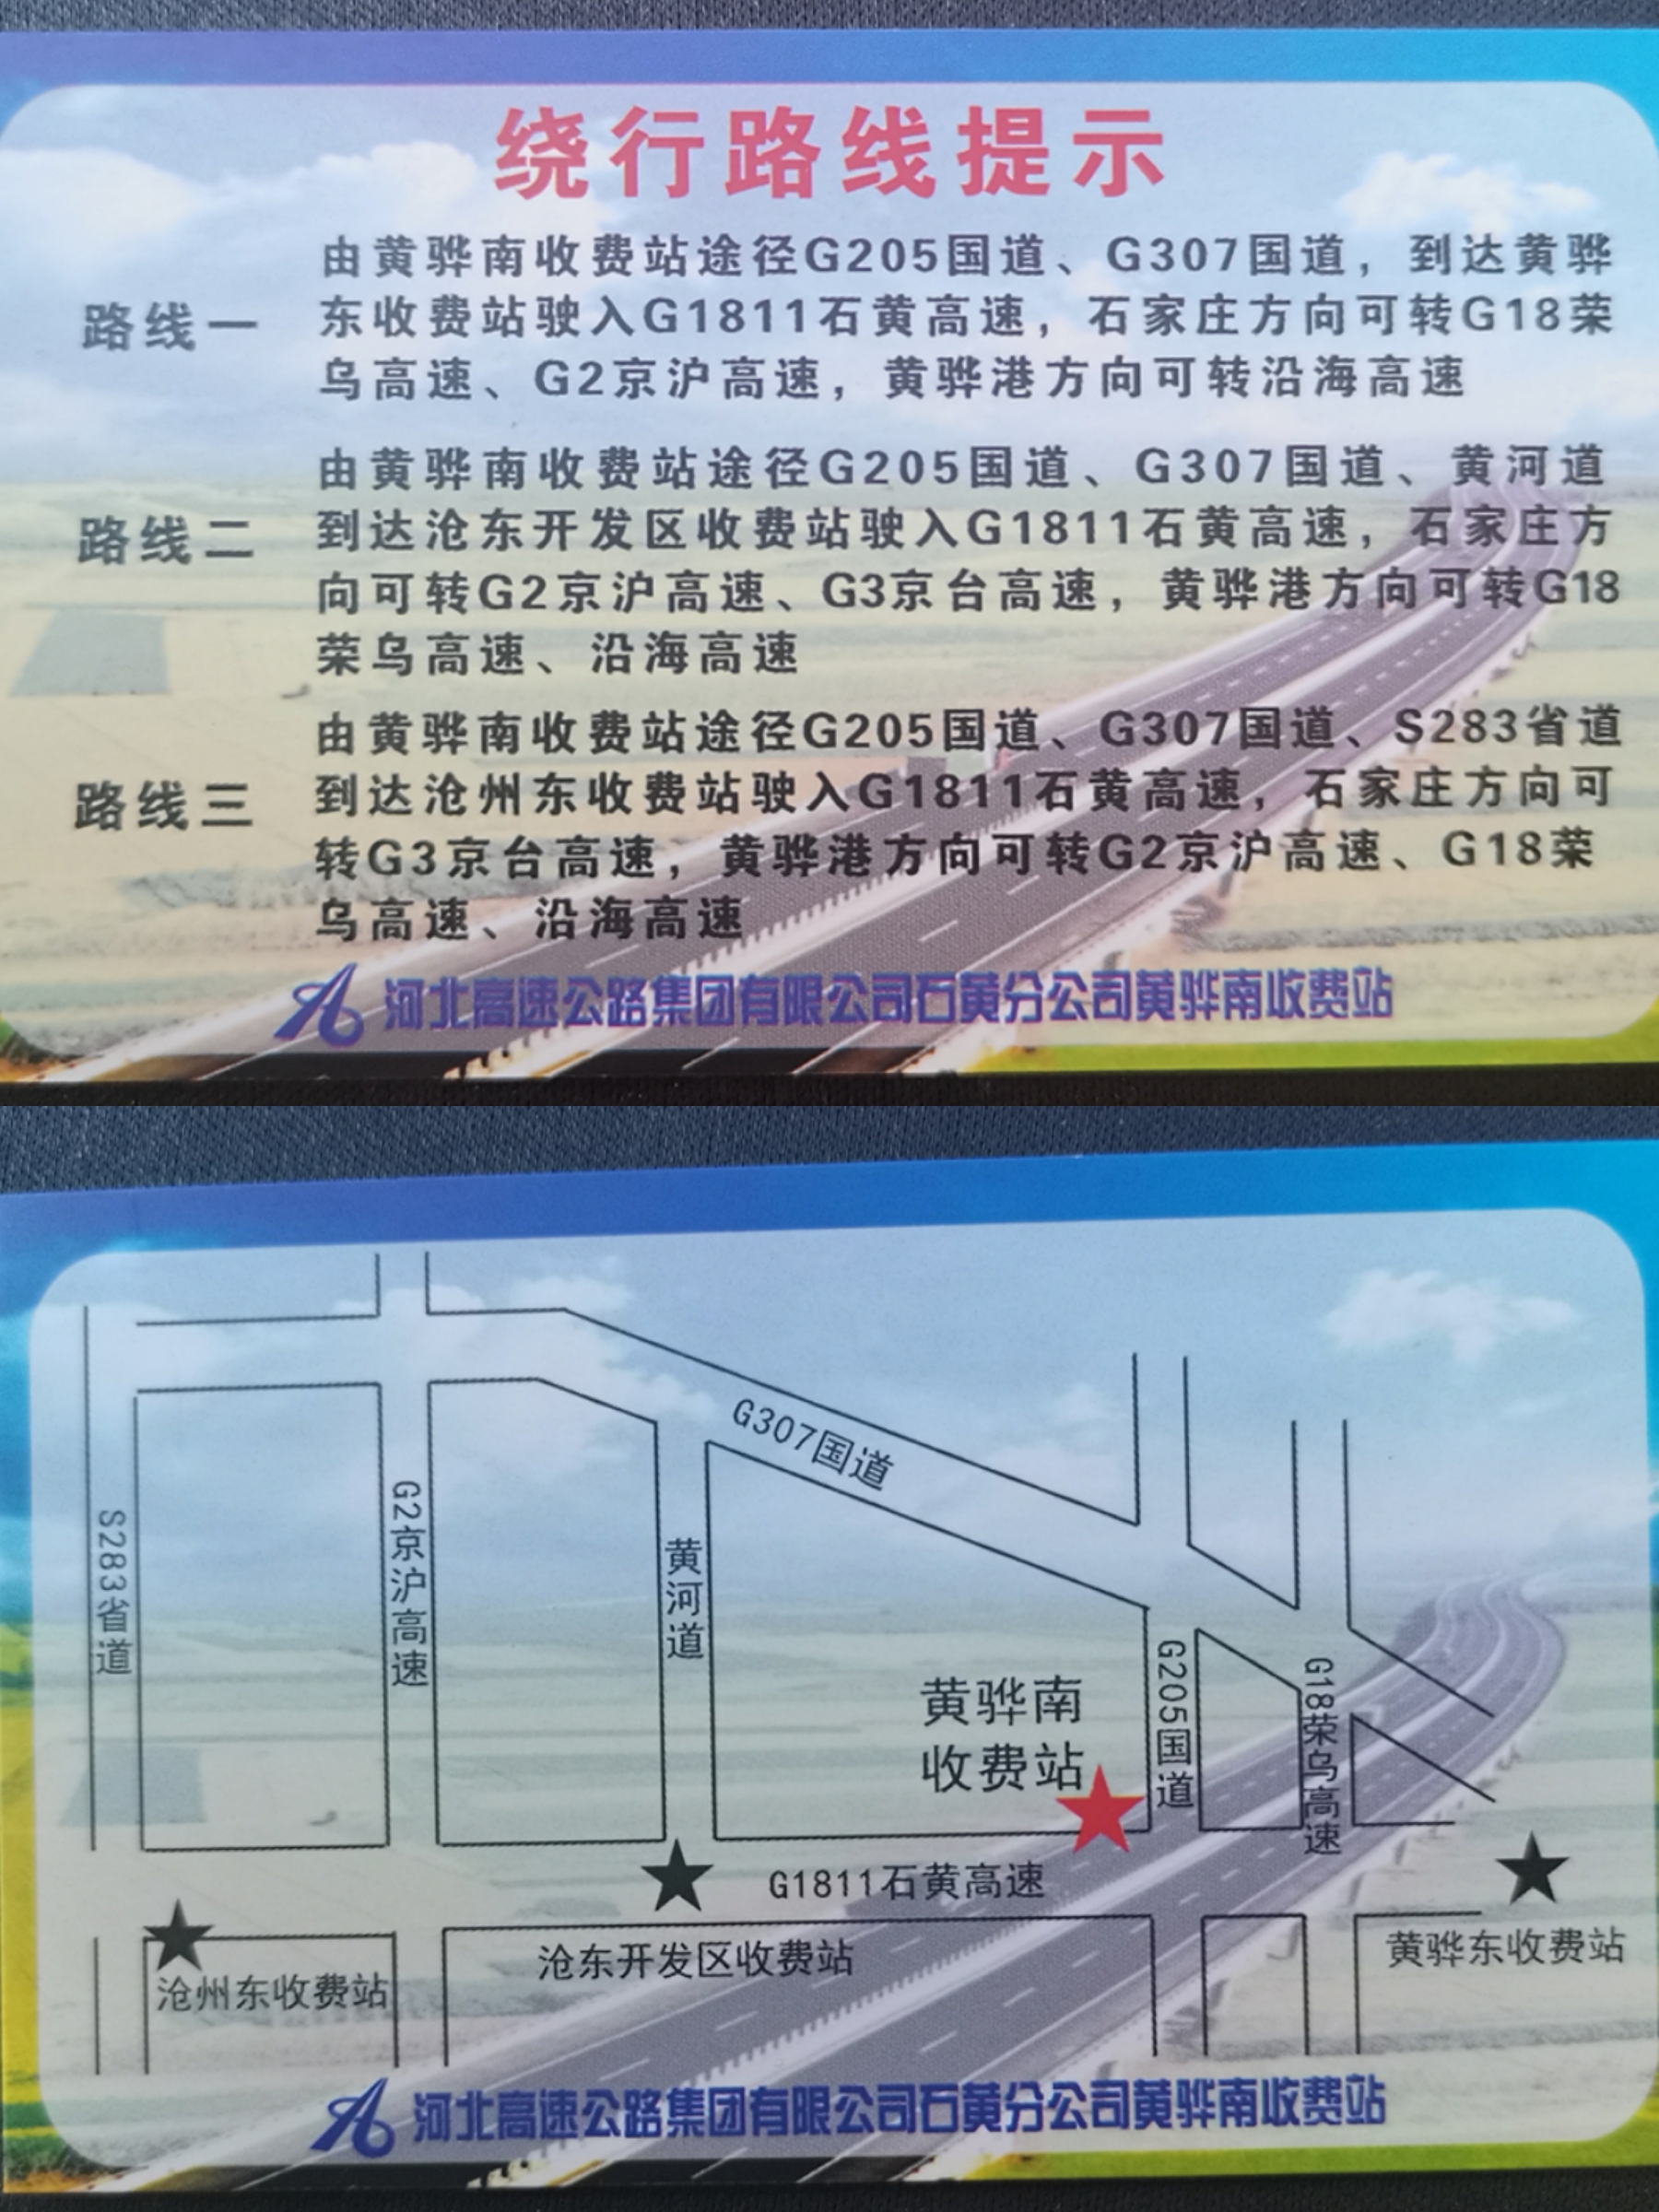 绕行路线提示
路线一
由黄骅南收费站途径G205国道、G307国道，到达黄骅
东收费站驶入G1811石黄高速，石家庄方向可转G18荣
乌高速、G2京沪高速，黄骅港方向可转沿海高速
路线二
由黄骅南收费站途径G205国道、G307国道、黄河道
到达沧东开发区收费站驶入G1811石黄高速，石家庄方
向可转G2京沪高速、G3京台高速，黄骅港方向可转G18
荣乌高速、沿海高速
路线三
由黄骅南收费站途径G205国道、G307国道、S283省道
到达沧州东收费站驶入G1811石黄高速，石家庄方向可
转G3京台高速，黄骅港方向可转G2京沪高速、G18荣
乌高速、沿海高速
河北高速公路集团有限公司石黄分公司黄骅南收费站
G307国道
S283省道
G2京沪高速
黄河道
黄骅南
收费站
G205国道
G18荣乌高速
G1811石黄高速
沧州东收费站
沧东开发区收费站
黄骅东收费站
河北高速公路集团有限公司石黄分公司黄骅南收费站